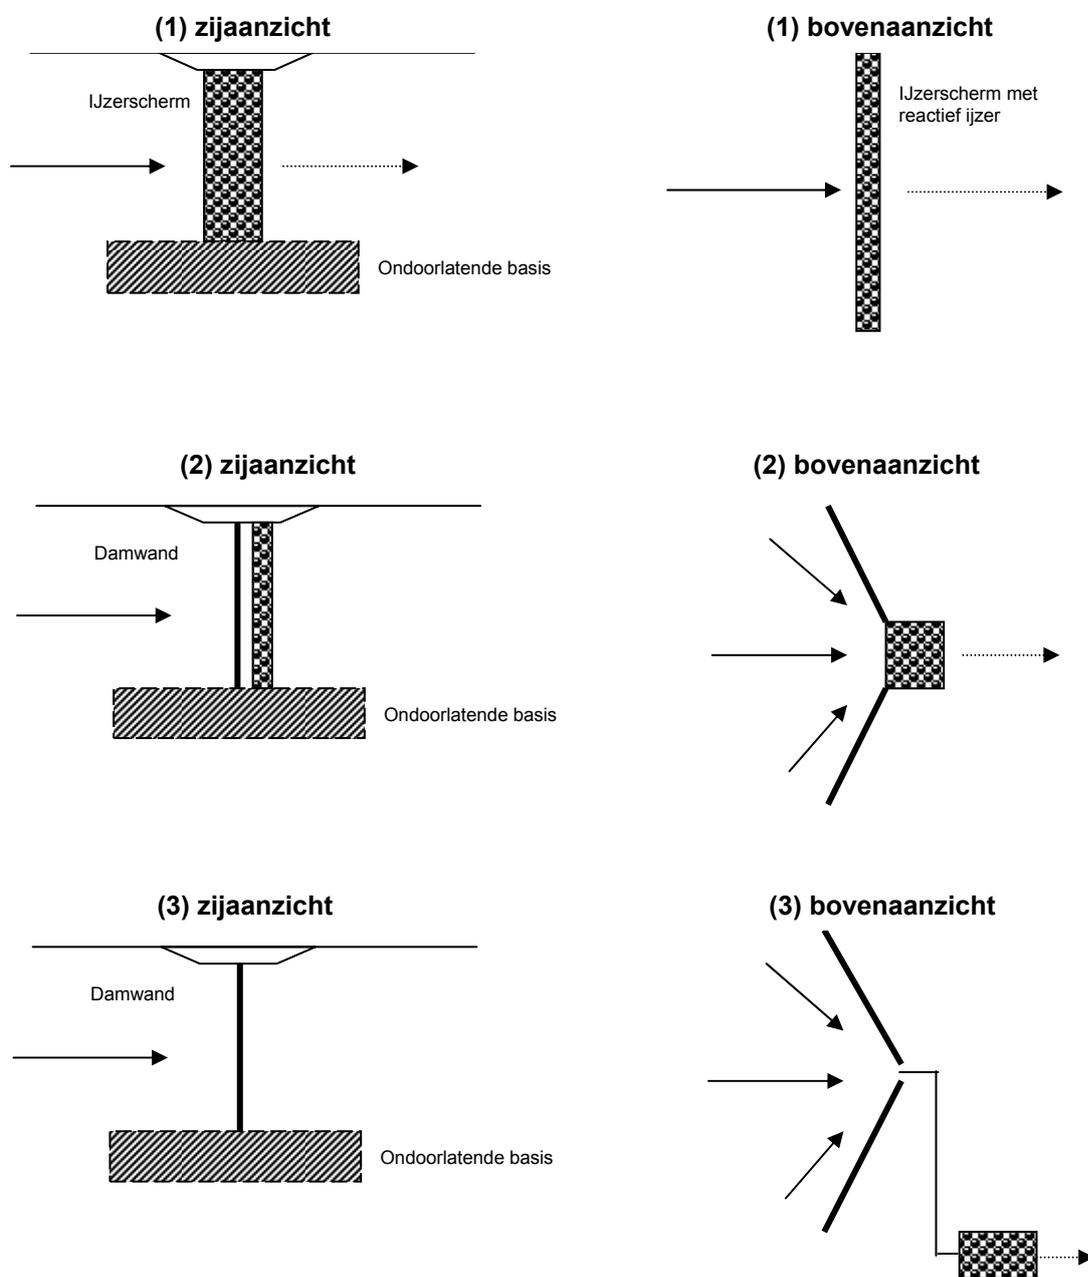 (1) zijaanzicht
(1) bovenaanzicht
IJzerscherm
IJzerscherm met
reactief ijzer
Ondoorlatende basis
(2) zijaanzicht
(2) bovenaanzicht
Damwand
Ondoorlatende basis
(3) zijaanzicht
(3) bovenaanzicht
Damwand
Ondoorlatende basis